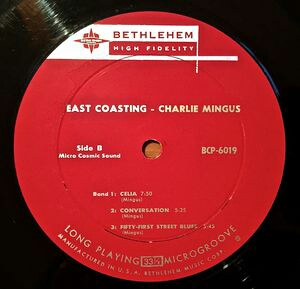 BETHLEHEM
HIGH FIDELITY
EAST COASTING - CHARLIE MINGUS
Side B
Micro Cosmic Sound
BCP-6019
Band 1: CELIA 7:50
(Mingus)
2: CONVERSATION 5:25
(Mingus)
3: FIFTY-FIRST STREET BLUES 5:45
(Mingus)
LONG PLAYING 33⅓ MICROGROOVE
MANUFACTURED IN U.S.A. BETHLEHEM MUSIC CORP.